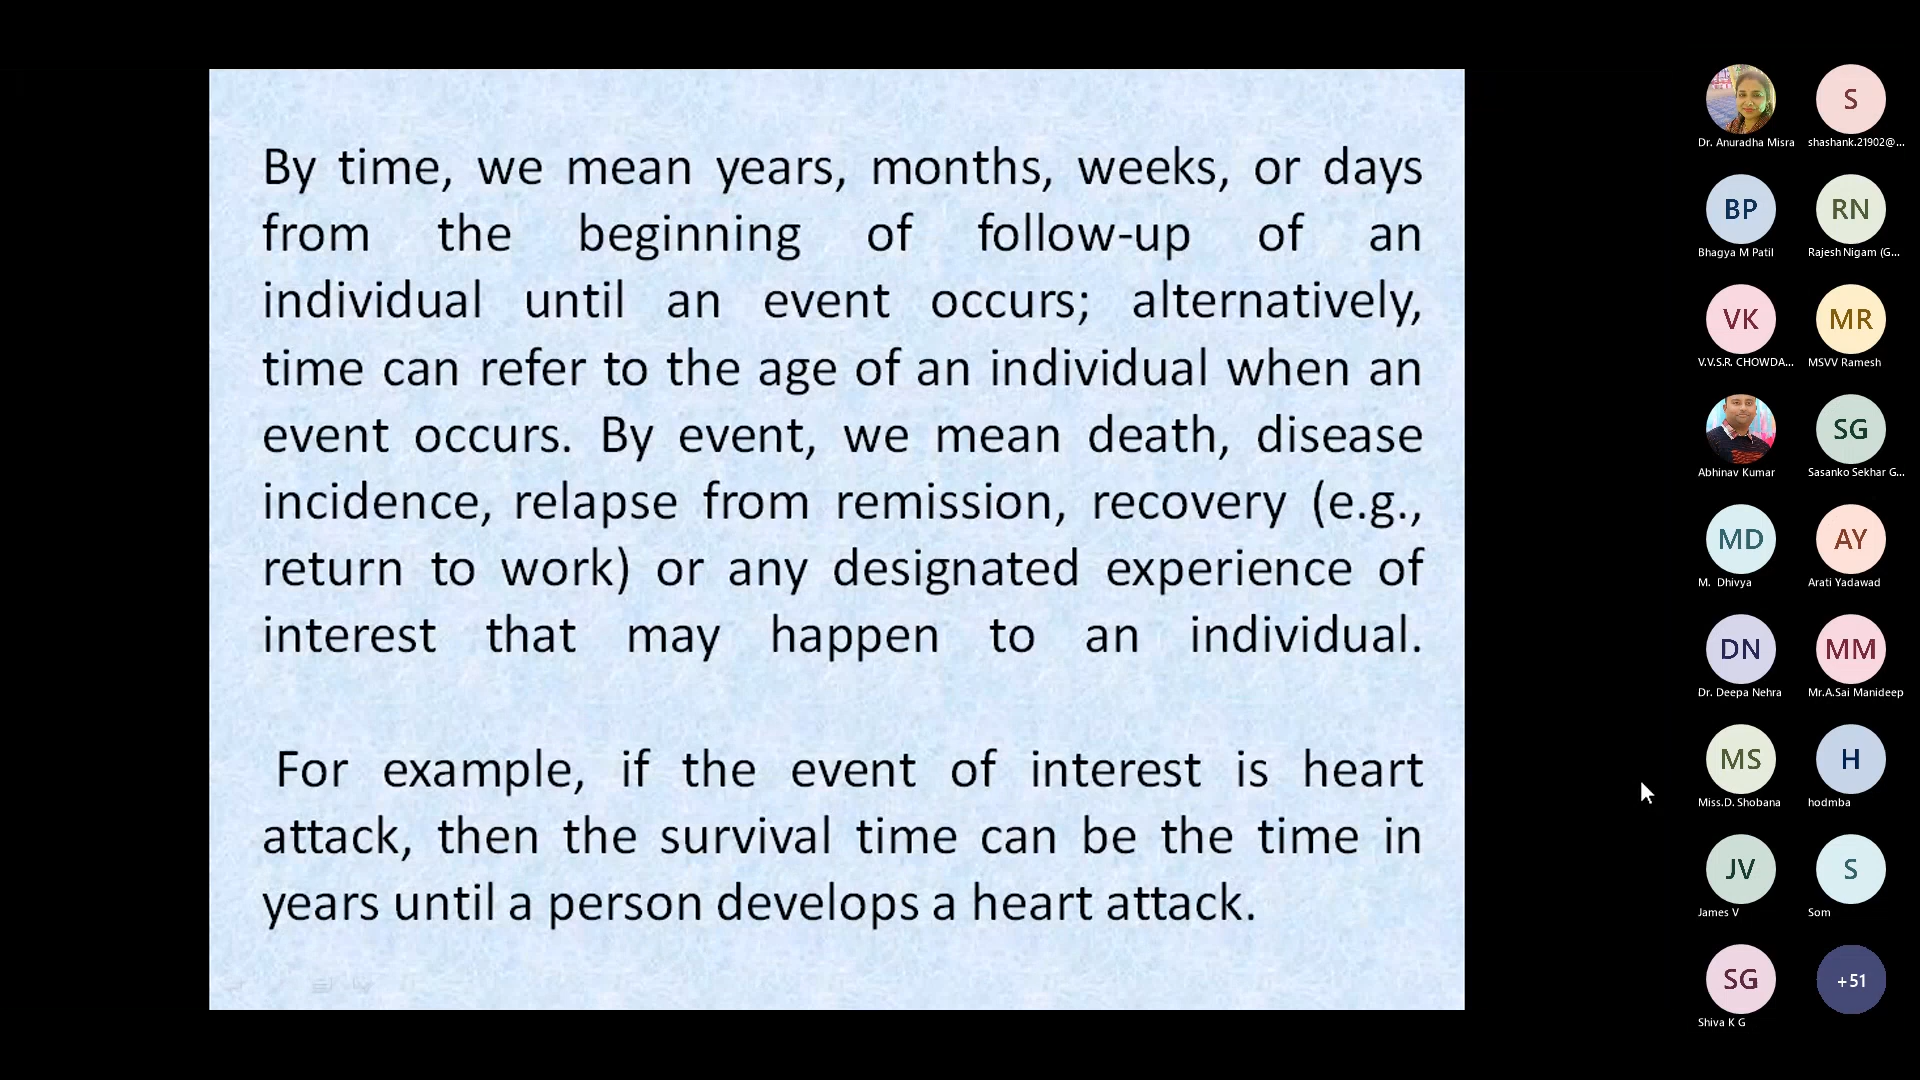 By time, we mean years, months, weeks, or days
from the beginning of follow-up of an
individual until an event occurs; alternatively,
time can refer to the age of an individual when an
event occurs. By event, we mean death, disease
incidence, relapse from remission, recovery (e.g.,
return to work) or any designated experience of
interest that may happen to an individual.
For example, if the event of interest is heart
attack, then the survival time can be the time in
years until a person develops a heart attack.
S
Dr. Anuradha Misra shashank.21902@...
BP RN
Bhagya M Patil Rajesh Nigam (G...
VK MR
V.V.S.R. CHOWDA... MSVV Ramesh
SG
Abhinav Kumar Sasanko Sekhar G...
MD AY
M. Dhivya Arati Yadawad
DN MM
Dr. Deepa Nehra Mr.A.Sai Manideep
MS H
Miss.D. Shobana hodmba
JV S
James V Som
SG +51
Shiva K G